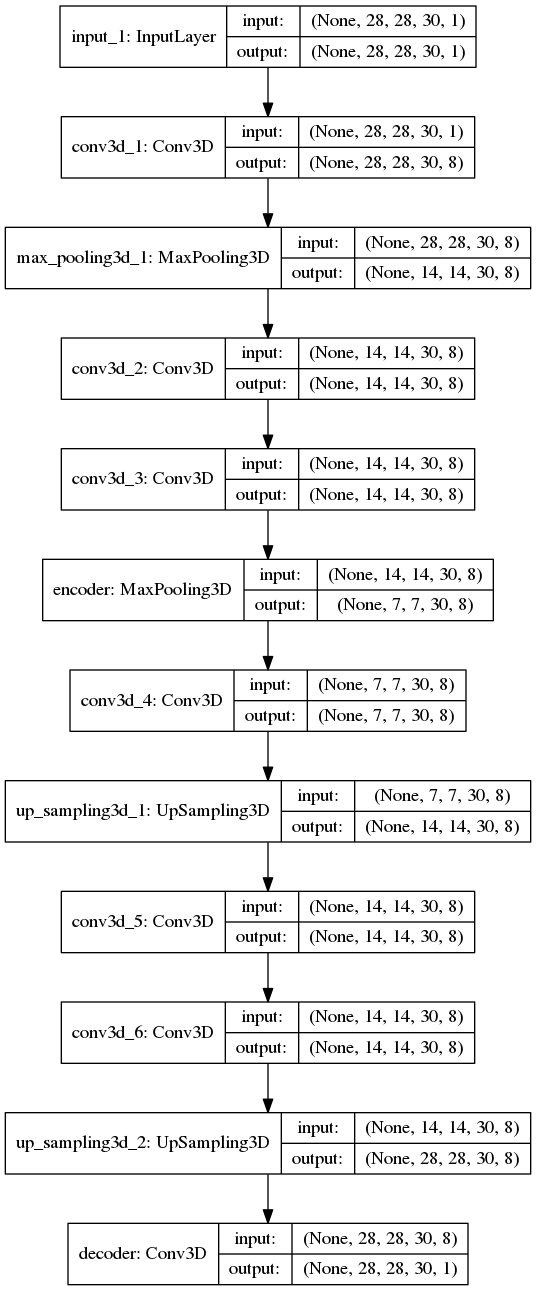 input_1: InputLayer
input: (None, 28, 28, 30, 1)
output: (None, 28, 28, 30, 1)
conv3d_1: Conv3D
input: (None, 28, 28, 30, 1)
output: (None, 28, 28, 30, 8)
max_pooling3d_1: MaxPooling3D
input: (None, 28, 28, 30, 8)
output: (None, 14, 14, 30, 8)
conv3d_2: Conv3D
input: (None, 14, 14, 30, 8)
output: (None, 14, 14, 30, 8)
conv3d_3: Conv3D
input: (None, 14, 14, 30, 8)
output: (None, 14, 14, 30, 8)
encoder: MaxPooling3D
input: (None, 14, 14, 30, 8)
output: (None, 7, 7, 30, 8)
conv3d_4: Conv3D
input: (None, 7, 7, 30, 8)
output: (None, 7, 7, 30, 8)
up_sampling3d_1: UpSampling3D
input: (None, 7, 7, 30, 8)
output: (None, 14, 14, 30, 8)
conv3d_5: Conv3D
input: (None, 14, 14, 30, 8)
output: (None, 14, 14, 30, 8)
conv3d_6: Conv3D
input: (None, 14, 14, 30, 8)
output: (None, 14, 14, 30, 8)
up_sampling3d_2: UpSampling3D
input: (None, 14, 14, 30, 8)
output: (None, 28, 28, 30, 8)
decoder: Conv3D
input: (None, 28, 28, 30, 8)
output: (None, 28, 28, 30, 1)